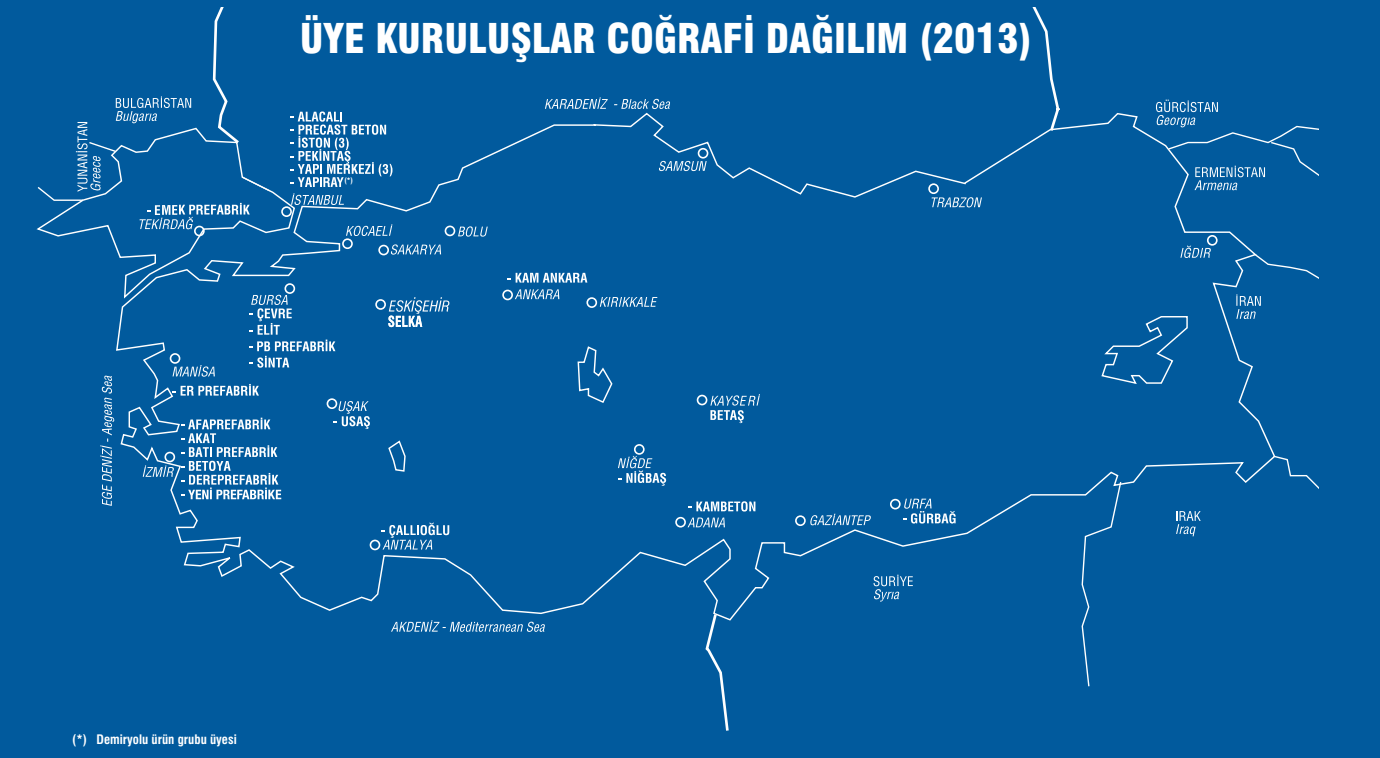 ÜYE KURULUŞLAR COĞRAFİ DAĞILIM (2013)
BULGARİSTAN
Bulgarıa
YUNANİSTAN
Greece
KARADENİZ - Black Sea
GÜRCİSTAN
Georgıa
ERMENİSTAN
Armenıa
- ALACALI
- PRECAST BETON
- İSTON (3)
- PEKİNTAŞ
- YAPI MERKEZİ (3)
- YAPIRAY(*)
İSTANBUL
- EMEK PREFABRİK
TEKİRDAĞ
SAMSUN
TRABZON
KOCAELİ
SAKARYA
BOLU
IĞDIR
- KAM ANKARA
ANKARA
KIRIKKALE
İRAN
Iran
BURSA
- ÇEVRE
- ELİT
- PB PREFABRİK
- SİNTA
ESKİŞEHİR
SELKA
MANİSA
- ER PREFABRİK
EGE DENİZİ - Aegean Sea
UŞAK
- USAŞ
KAYSERİ
BETAŞ
- AFAPREFABRİK
- AKAT
- BATI PREFABRİK
- BETOYA
- DEREPREFABRİK
- YENİ PREFABRİKE
İZMİR
NİĞDE
- NİĞBAŞ
- KAMBETON
ADANA
GAZİANTEP
URFA
- GÜRBAĞ
IRAK
Iraq
- ÇALLIOĞLU
ANTALYA
SURİYE
Syrıa
AKDENİZ - Mediterranean Sea
(*) Demiryolu ürün grubu üyesi